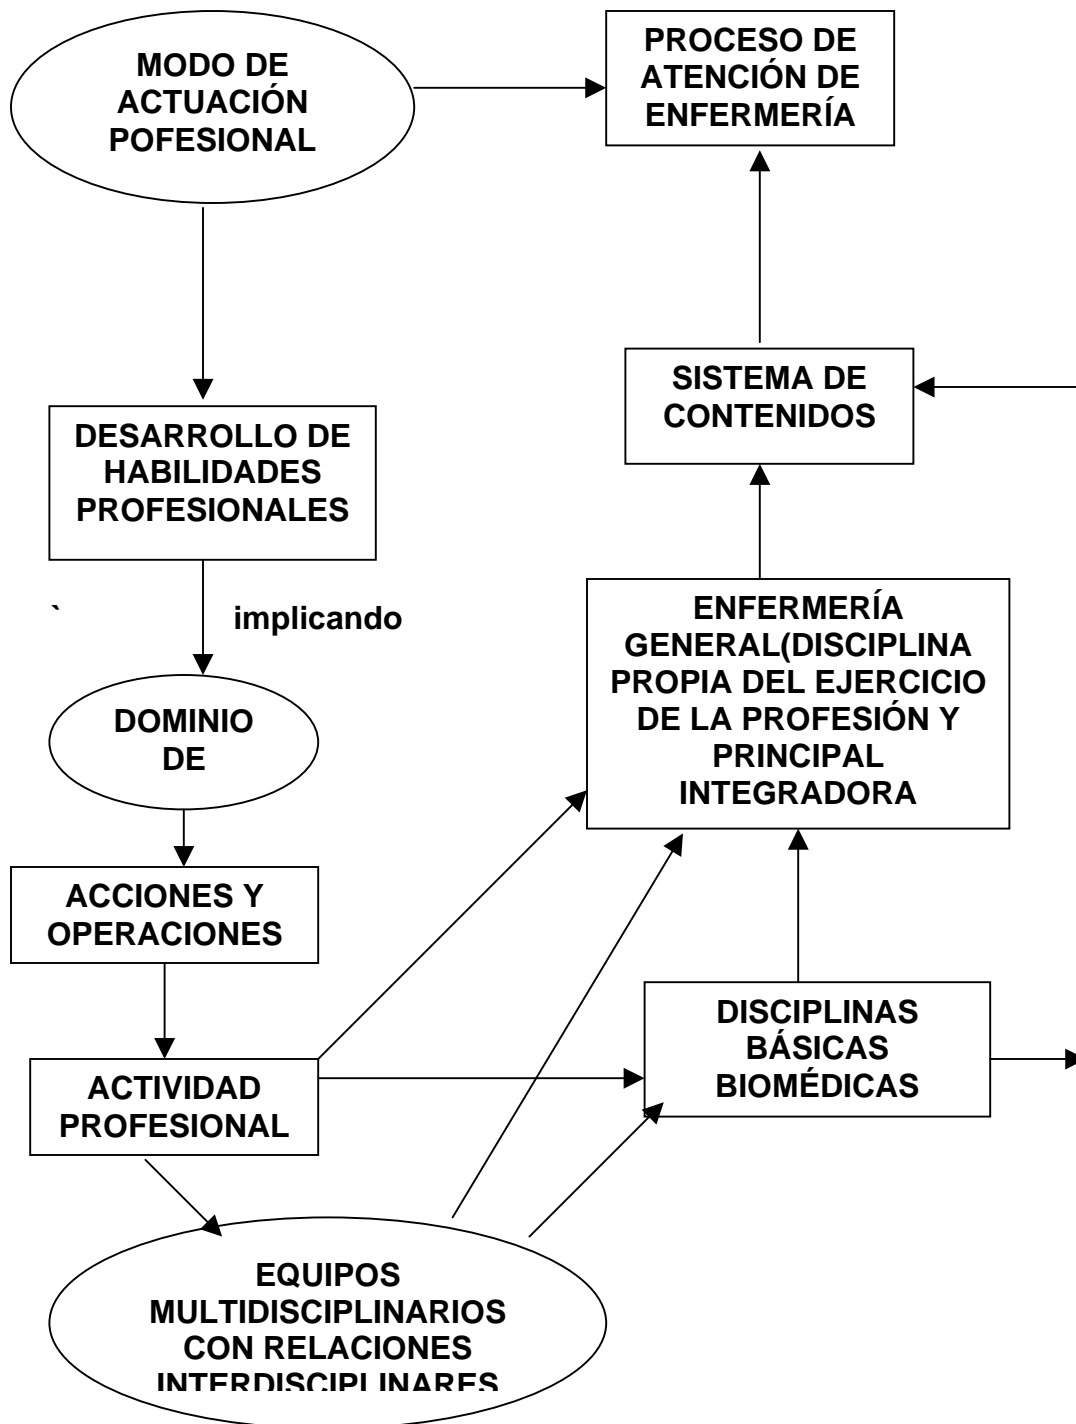 MODO DE
ACTUACIÓN
POFESIONAL
PROCESO DE
ATENCIÓN DE
ENFERMERÍA
SISTEMA DE
CONTENIDOS
DESARROLLO DE
HABILIDADES
PROFESIONALES
` implicando
ENFERMERÍA
GENERAL(DISCIPLINA
PROPIA DEL EJERCICIO
DE LA PROFESIÓN Y
PRINCIPAL
INTEGRADORA
DOMINIO
DE
ACCIONES Y
OPERACIONES
DISCIPLINAS
BÁSICAS
BIOMÉDICAS
ACTIVIDAD
PROFESIONAL
EQUIPOS
MULTIDISCIPLINARIOS
CON RELACIONES
INTERDISCIPLINARES